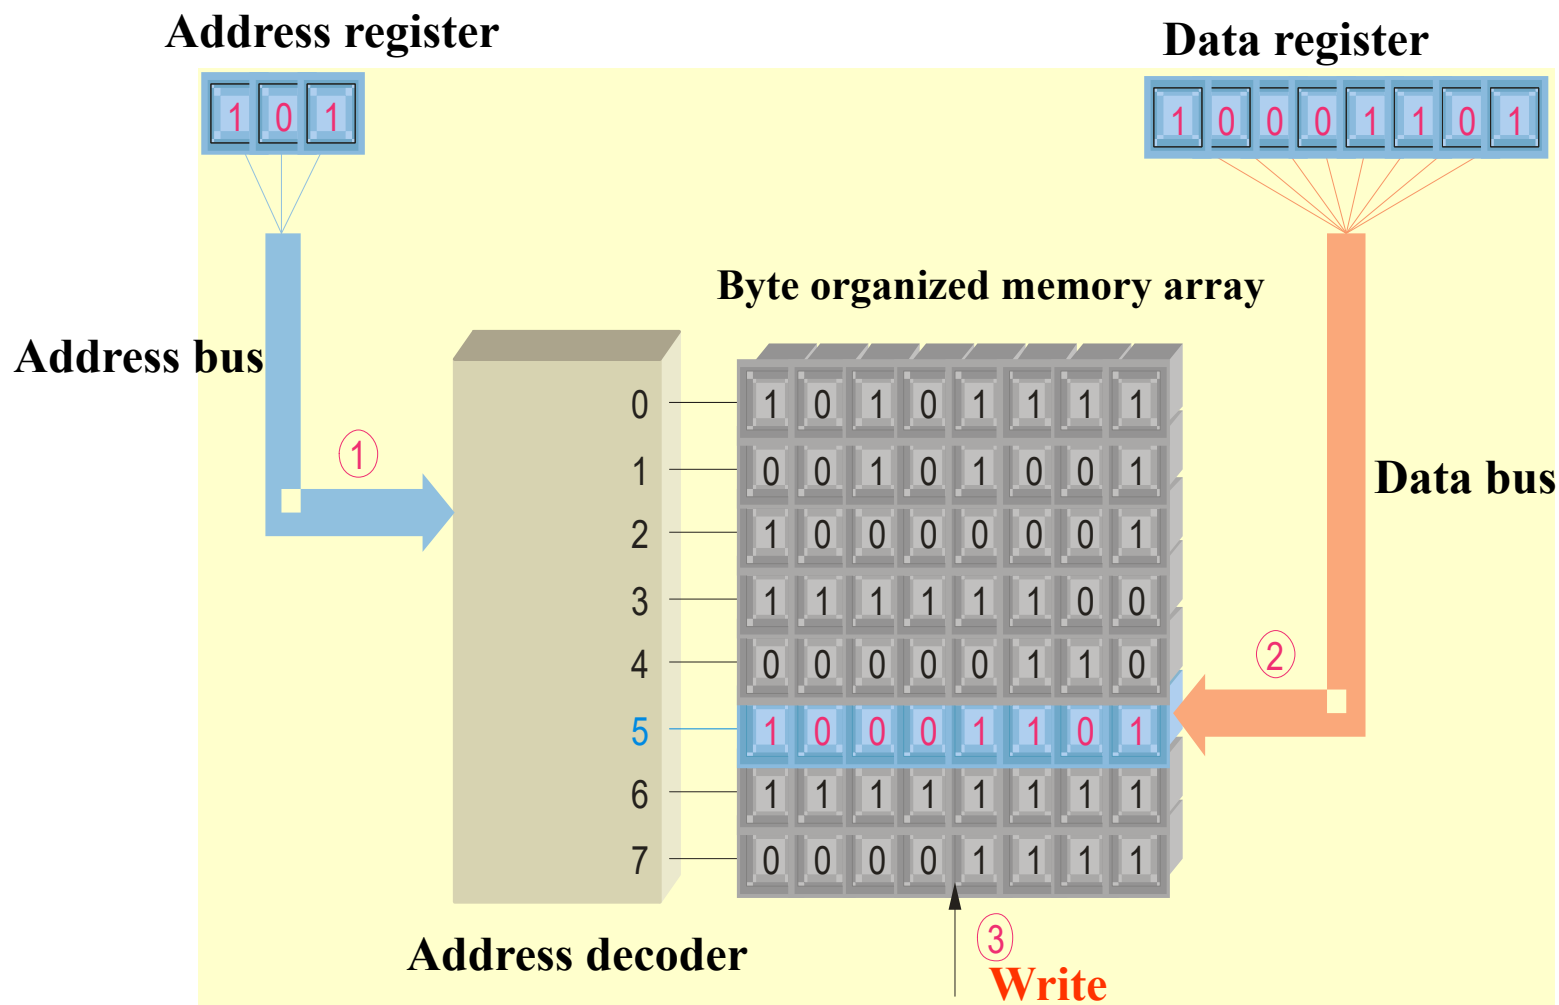 Address register
Data register
1 0 1
1 0 0 0 1 1 0 1
Byte organized memory array
Address bus
0 1 0 1 0 1 1 1 1
1
1 0 0 1 0 1 0 0 1
Data bus
2 1 0 0 0 0 0 0 1
3 1 1 1 1 1 1 0 0
4 0 0 0 0 0 1 1 0
2
5 1 0 0 0 1 1 0 1
6 1 1 1 1 1 1 1 1
7 0 0 0 0 1 1 1 1
Address decoder
3
Write